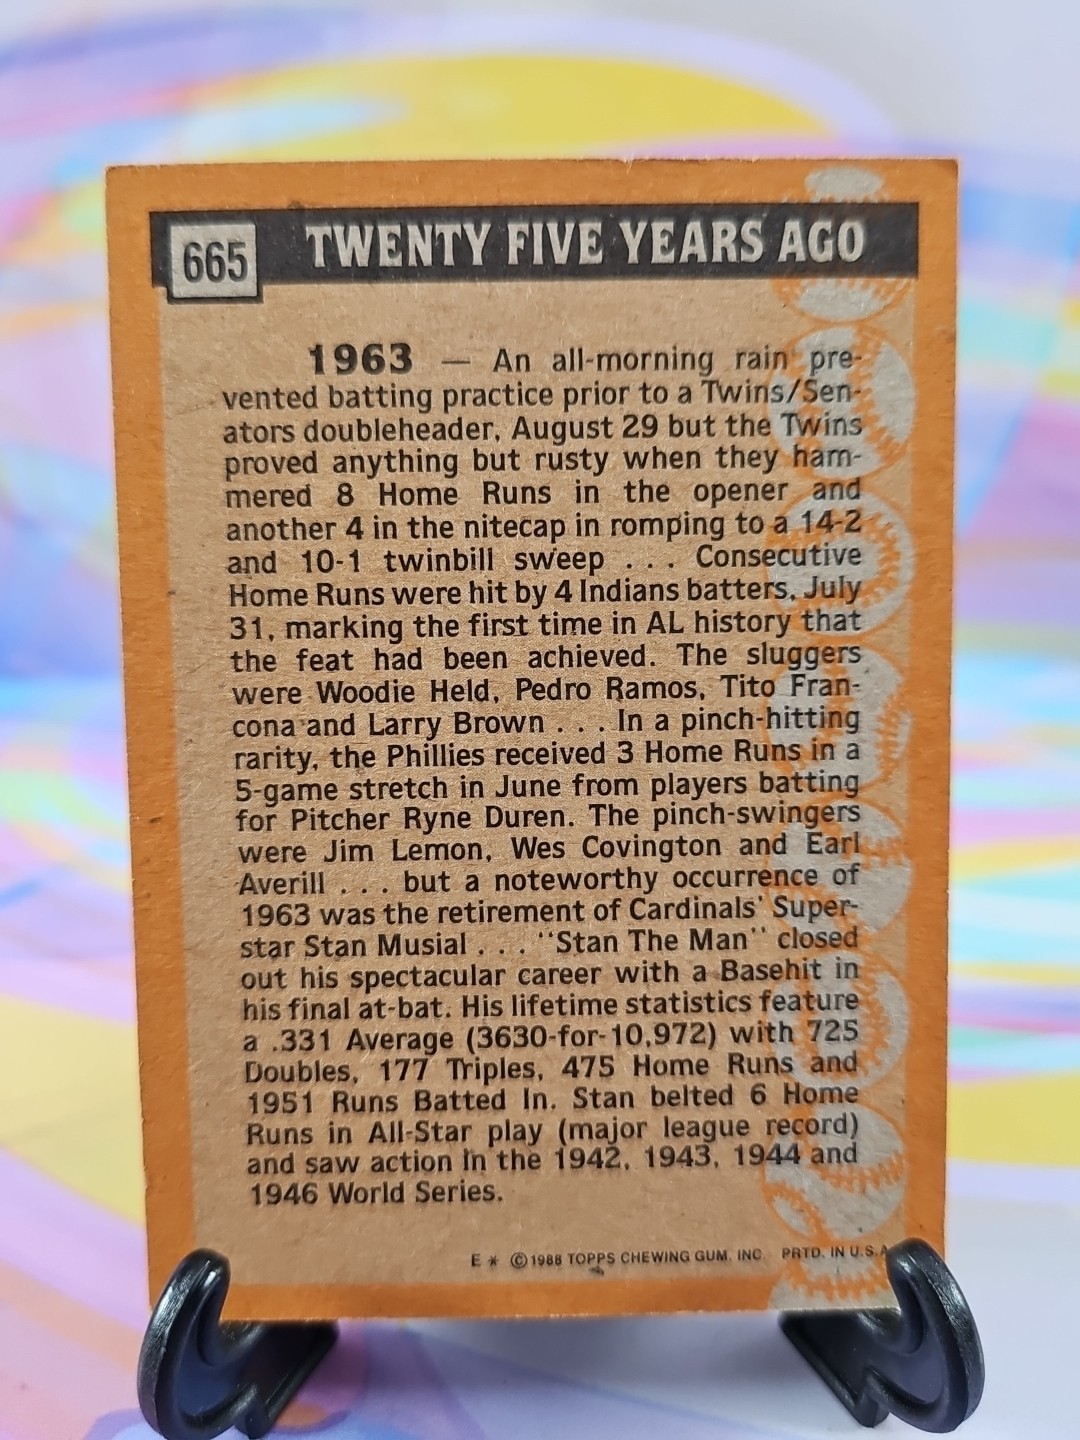 665 TWENTY FIVE YEARS AGO
1963 — An all-morning rain pre-
vented batting practice prior to a Twins/Sen-
ators doubleheader, August 29 but the Twins
proved anything but rusty when they ham-
mered 8 Home Runs in the opener and
another 4 in the nitecap in romping to a 14-2
and 10-1 twinbill sweep . . . Consecutive
Home Runs were hit by 4 Indians batters, July
31, marking the first time in AL history that
the feat had been achieved. The sluggers
were Woodie Held, Pedro Ramos, Tito Fran-
cona and Larry Brown . . . In a pinch-hitting
rarity, the Phillies received 3 Home Runs in a
5-game stretch in June from players batting
for Pitcher Ryne Duren. The pinch-swingers
were Jim Lemon, Wes Covington and Earl
Averill . . . but a noteworthy occurrence of
1963 was the retirement of Cardinals' Super-
star Stan Musial . . . "Stan The Man" closed
out his spectacular career with a Basehit in
his final at-bat. His lifetime statistics feature
a .331 Average (3630-for-10,972) with 725
Doubles, 177 Triples, 475 Home Runs and
1951 Runs Batted In. Stan belted 6 Home
Runs in All-Star play (major league record)
and saw action in the 1942, 1943, 1944 and
1946 World Series.
E * © 1988 TOPPS CHEWING GUM, INC. PRTD. IN U.S.A